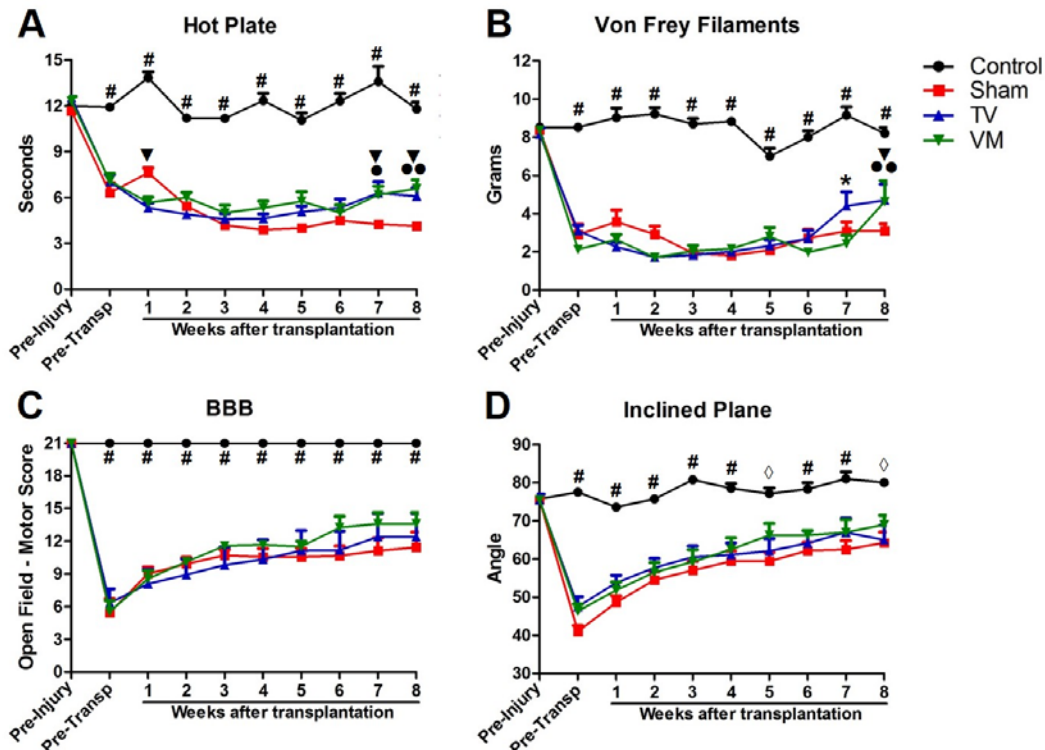 A
Hot Plate
Seconds
15
12
9
6
3
0
# # # # # # # # #
Pre-Injury
Pre-Transp
1 2 3 4 5 6 7 8
Weeks after transplantation
B
Von Frey Filaments
Grams
12
10
8
6
4
2
0
# # # # # # # # #
*
Pre-Injury
Pre-Transp
1 2 3 4 5 6 7 8
Weeks after transplantation
Control
Sham
TV
VM
C
BBB
Open Field - Motor Score
21
18
15
12
9
6
3
0
# # # # # # # # #
Pre-Injury
Pre-Transp
1 2 3 4 5 6 7 8
Weeks after transplantation
D
Inclined Plane
Angle
90
80
70
60
50
40
30
# # # # # ◊ # # ◊
Pre-Injury
Pre-Transp
1 2 3 4 5 6 7 8
Weeks after transplantation